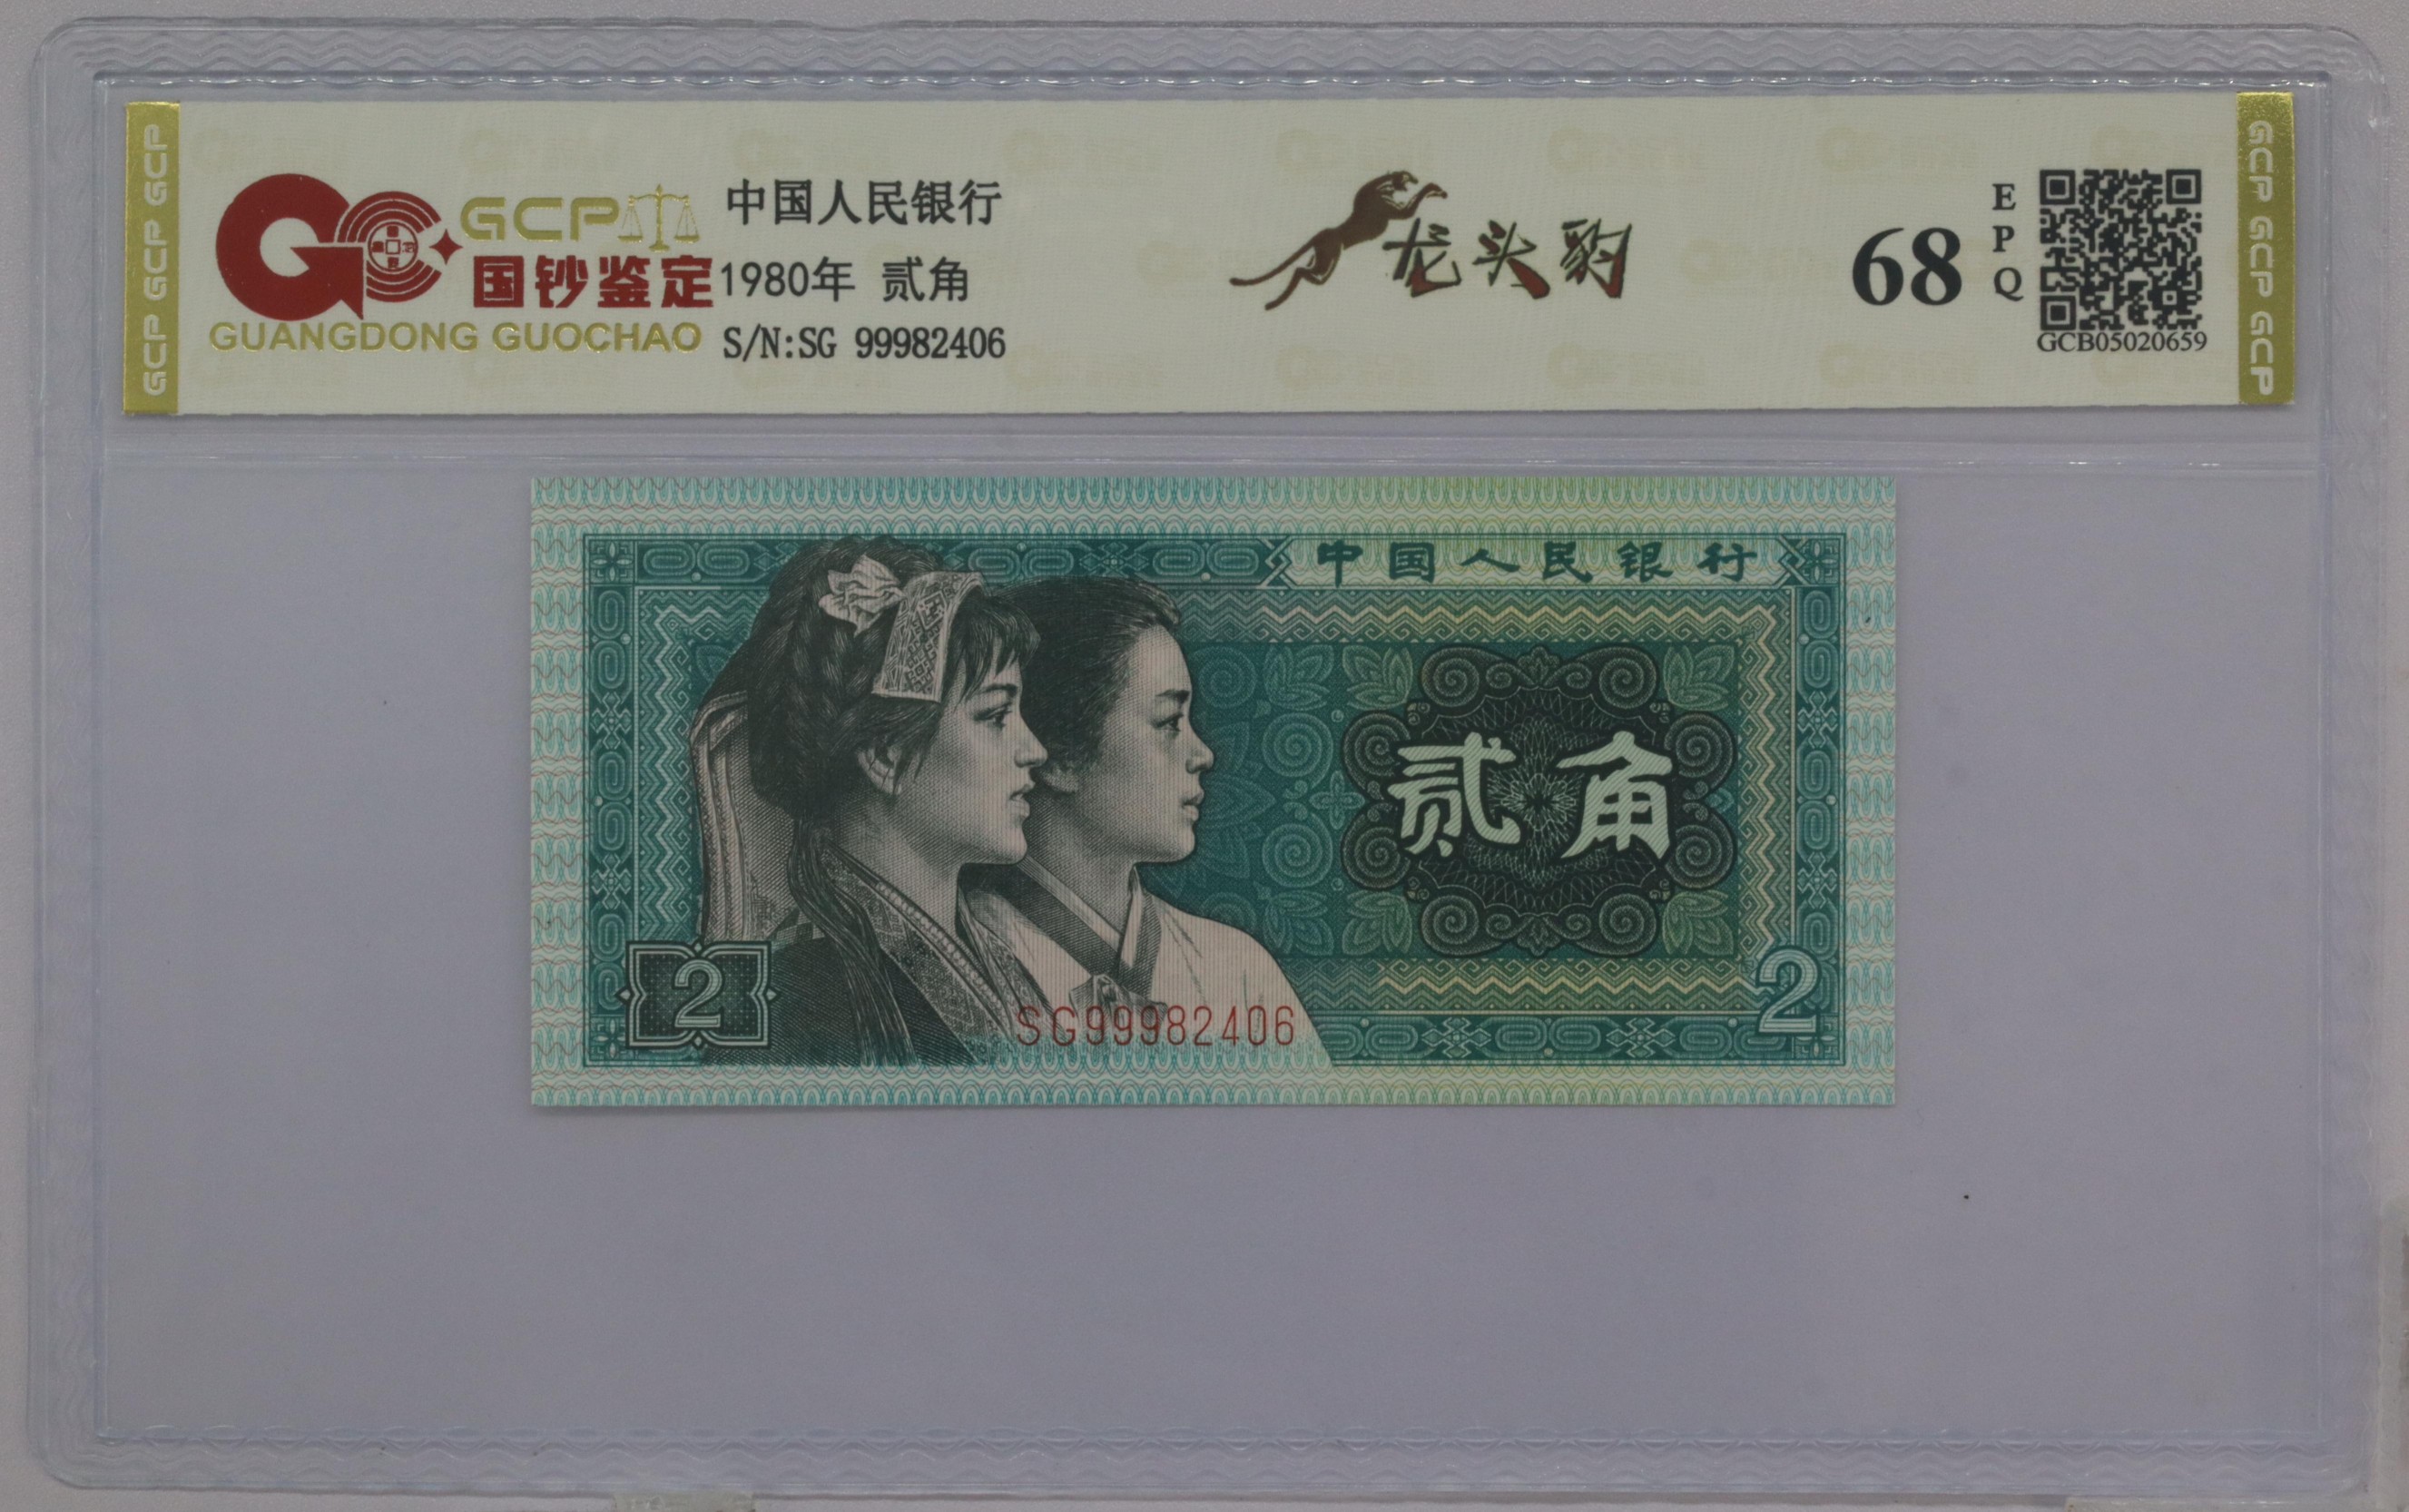 GCP GCP GCP
GCP
国钞鉴定
GUANGDONG GUOCHAO
中国人民银行
1980年 贰角
S/N:SG 99982406
龙头豹
68
EPQ
GCB05020659
GCP GCP GCP
中国人民银行
贰角
2
SG99982406
2